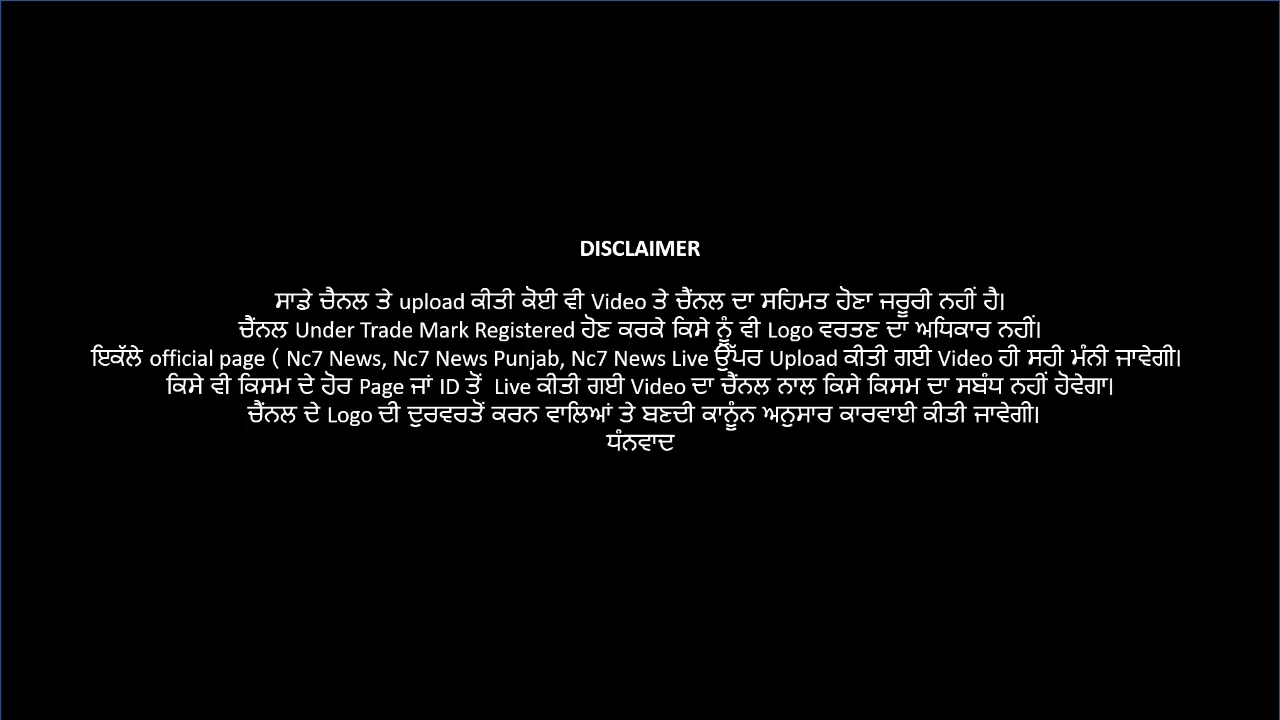 DISCLAIMER
ਸਾਡੇ ਚੈਨਲ ਤੇ upload ਕੀਤੀ ਕੋਈ ਵੀ Video ਤੇ ਚੈਂਨਲ ਦਾ ਸਹਿਮਤ ਹੋਣਾ ਜਰੂਰੀ ਨਹੀਂ ਹੈ।
ਚੈਂਨਲ Under Trade Mark Registered ਹੋਣ ਕਰਕੇ ਕਿਸੇ ਨੂੰ ਵੀ Logo ਵਰਤਣ ਦਾ ਅਧਿਕਾਰ ਨਹੀਂ।
ਇਕੱਲੇ official page ( Nc7 News, Nc7 News Punjab, Nc7 News Live ਉੱਪਰ Upload ਕੀਤੀ ਗਈ Video ਹੀ ਸਹੀ ਮੰਨੀ ਜਾਵੇਗੀ।
ਕਿਸੇ ਵੀ ਕਿਸਮ ਦੇ ਹੋਰ Page ਜਾਂ ID ਤੋਂ Live ਕੀਤੀ ਗਈ Video ਦਾ ਚੈਂਨਲ ਨਾਲ ਕਿਸੇ ਕਿਸਮ ਦਾ ਸਬੰਧ ਨਹੀਂ ਹੋਵੇਗਾ।
ਚੈਂਨਲ ਦੇ Logo ਦੀ ਦੁਰਵਰਤੋਂ ਕਰਨ ਵਾਲਿਆਂ ਤੇ ਬਣਦੀ ਕਾਨੂੰਨ ਅਨੁਸਾਰ ਕਾਰਵਾਈ ਕੀਤੀ ਜਾਵੇਗੀ।
ਧੰਨਵਾਦ